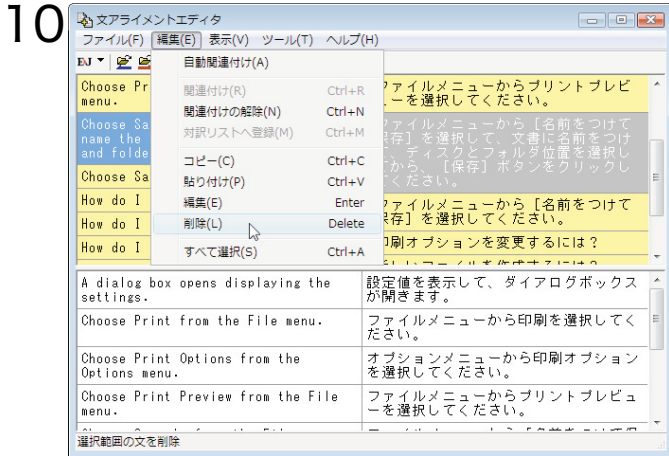 10
文アライメントエディタ
ファイル(F) 編集(E) 表示(V) ツール(T) ヘルプ(H)
EJ
自動関連付け(A)
関連付け(R) Ctrl+R
関連付けの解除(N) Ctrl+N
対訳リストへ登録(M) Ctrl+M
コピー(C) Ctrl+C
貼り付け(P) Ctrl+V
編集(E) Enter
削除(L) Delete
すべて選択(S) Ctrl+A
Choose Pr
menu.
ファイルメニューからプリントプレビ
ーを選択してください。
Choose Sa
name the
and folde
ファイルメニューから [名前をつけて
存] を選択して、文書に名前をつけ
ディスクとフォルダ位置を選択し
から、 [保存] ボタンをクリックし
ください。
Choose Sa
ファイルメニューから [名前をつけて
存] を選択してください。
How do I
How do I
How do I
印刷オプションを変更するには？
A dialog box opens displaying the
settings.
設定値を表示して、ダイアログボックス
が開きます。
Choose Print from the File menu.
ファイルメニューから印刷を選択してく
ださい。
Choose Print Options from the
Options menu.
オプションメニューから印刷オプション
を選択してください。
Choose Print Preview from the File
menu.
ファイルメニューからプリントプレビュ
ーを選択してください。
選択範囲の文を削除